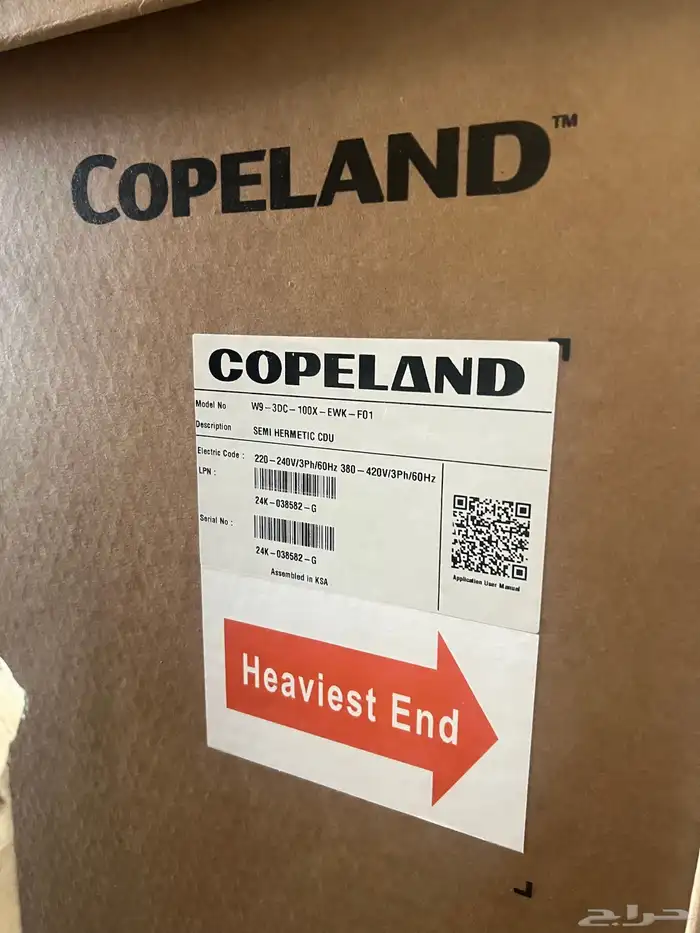 COPELAND™
COPELAND
Model No W9-3DC-100X-EWK-F01
Description SEMI HERMETIC CDU
Electric Code : 220-240V/3Ph/60Hz 380-420V/3Ph/60Hz
LPN :
24K-038582-G
Serial No :
24K-038582-G
Assembled in KSA
Application User Manual
Heaviest End
حراج